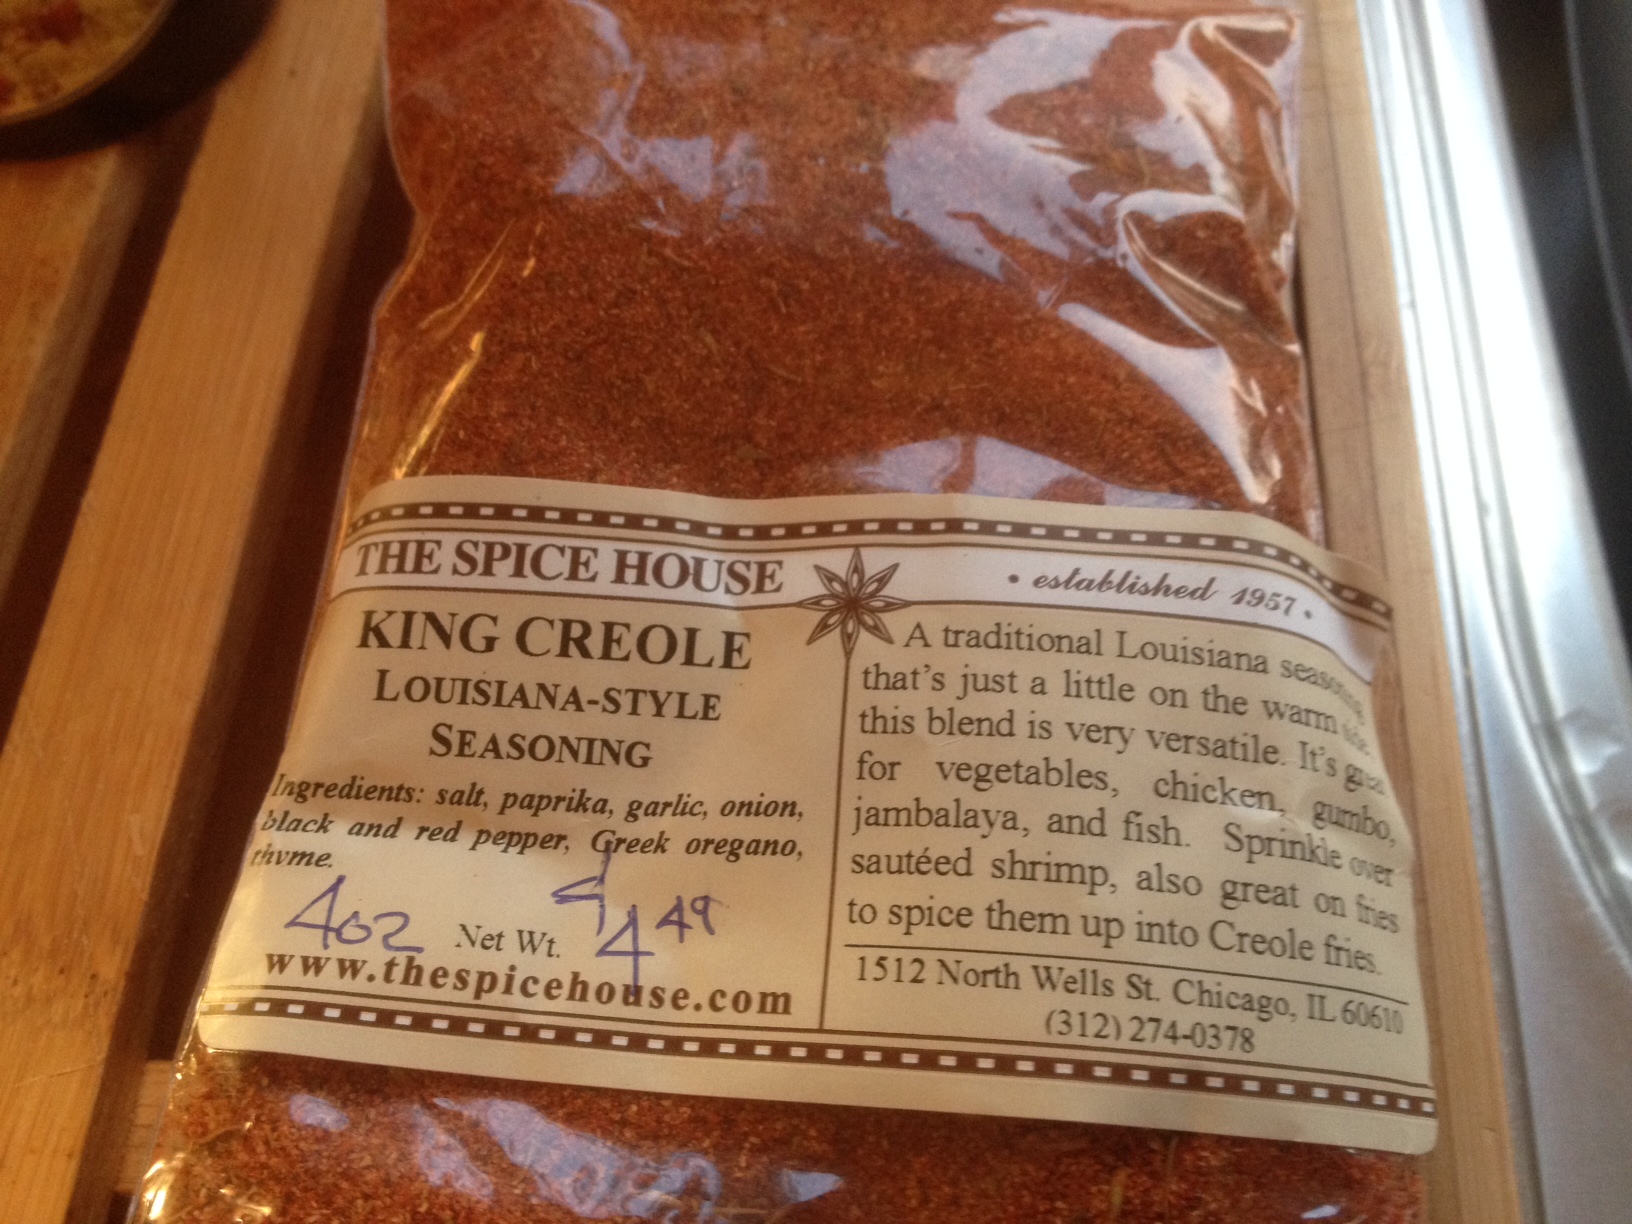 THE SPICE HOUSE
• established 1957 •
KING CREOLE
LOUISIANA-STYLE
SEASONING
Ingredients: salt, paprika, garlic, onion,
black and red pepper, Greek oregano,
thyme.
4oz Net Wt. $4.49
www.thespicehouse.com
A traditional Louisiana seasoning
that's just a little on the warm side
this blend is very versatile. It's great
for vegetables, chicken, gumbo,
jambalaya, and fish. Sprinkle over
sautéed shrimp, also great on fries
to spice them up into Creole fries.
1512 North Wells St. Chicago, IL 60610
(312) 274-0378